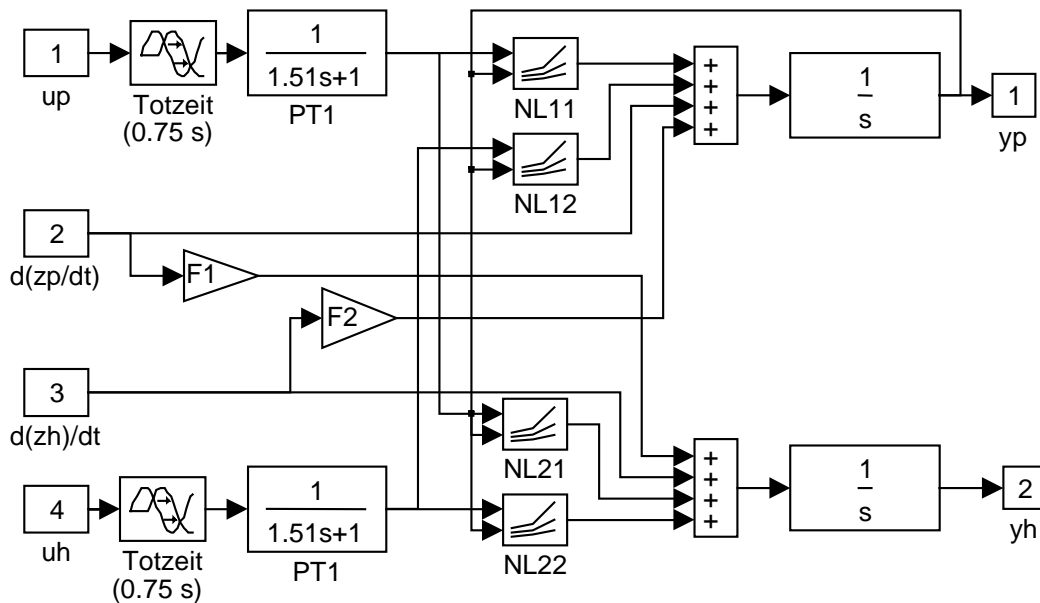 1
up
Totzeit
(0.75 s)
1
1.51s+1
PT1
NL11
NL12
+
+
+
+
1
s
1
yp
2
d(zp/dt)
F1
F2
3
d(zh)/dt
4
uh
Totzeit
(0.75 s)
1
1.51s+1
PT1
NL21
NL22
+
+
+
+
1
s
2
yh